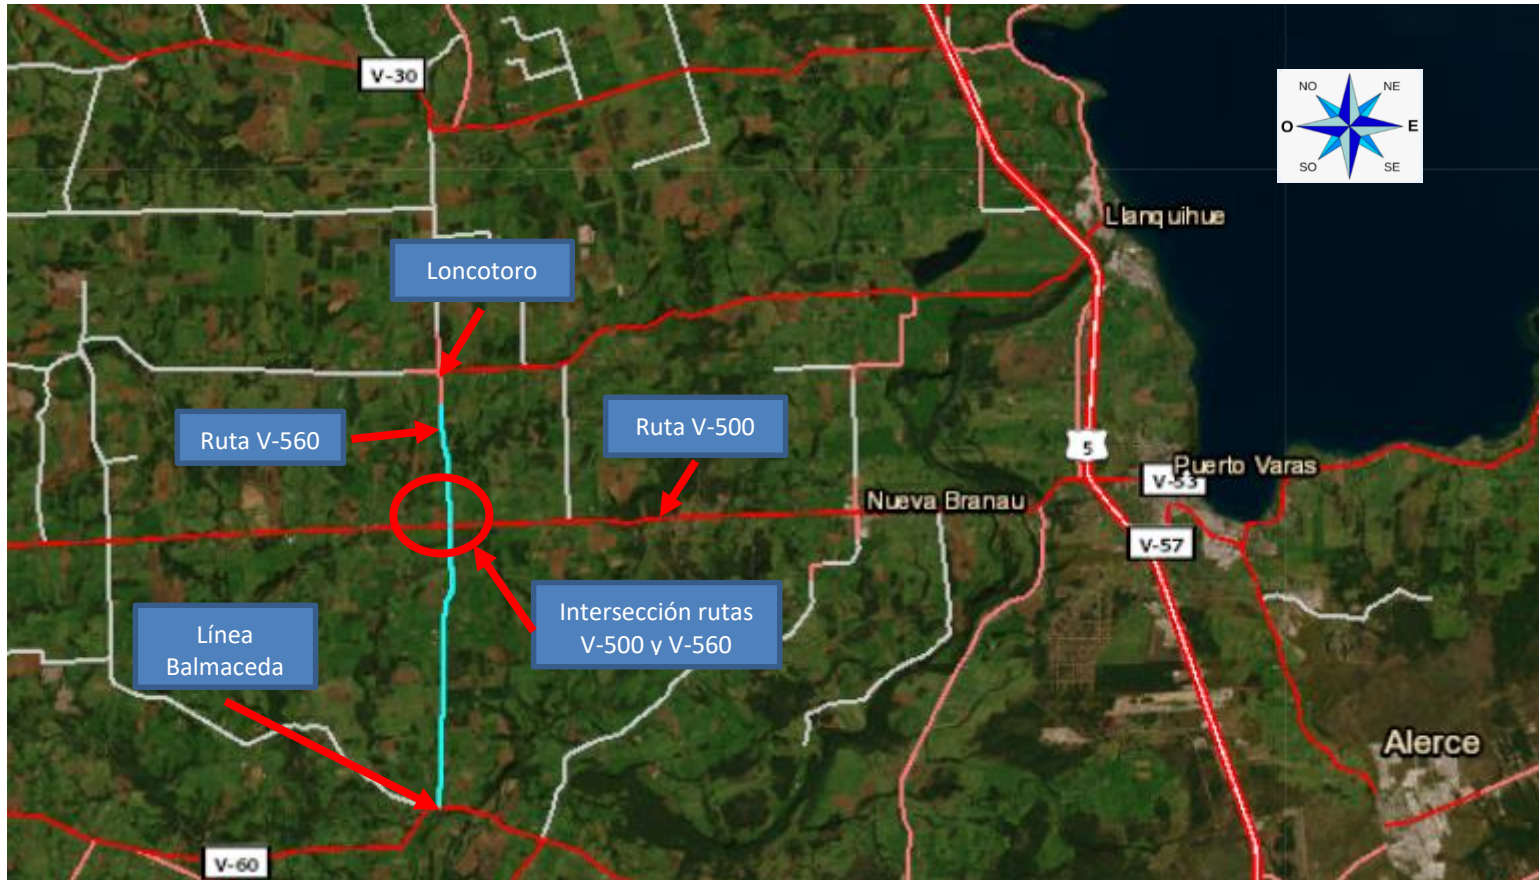 V-30
NO
NE
O
E
SO
SE
Llanquihue
Loncotoro
Ruta V-560
Ruta V-500
5
Puerto Varas
V-53
Nueva Branau
V-57
Intersección rutas
V-500 y V-560
Línea
Balmaceda
Alerce
V-60